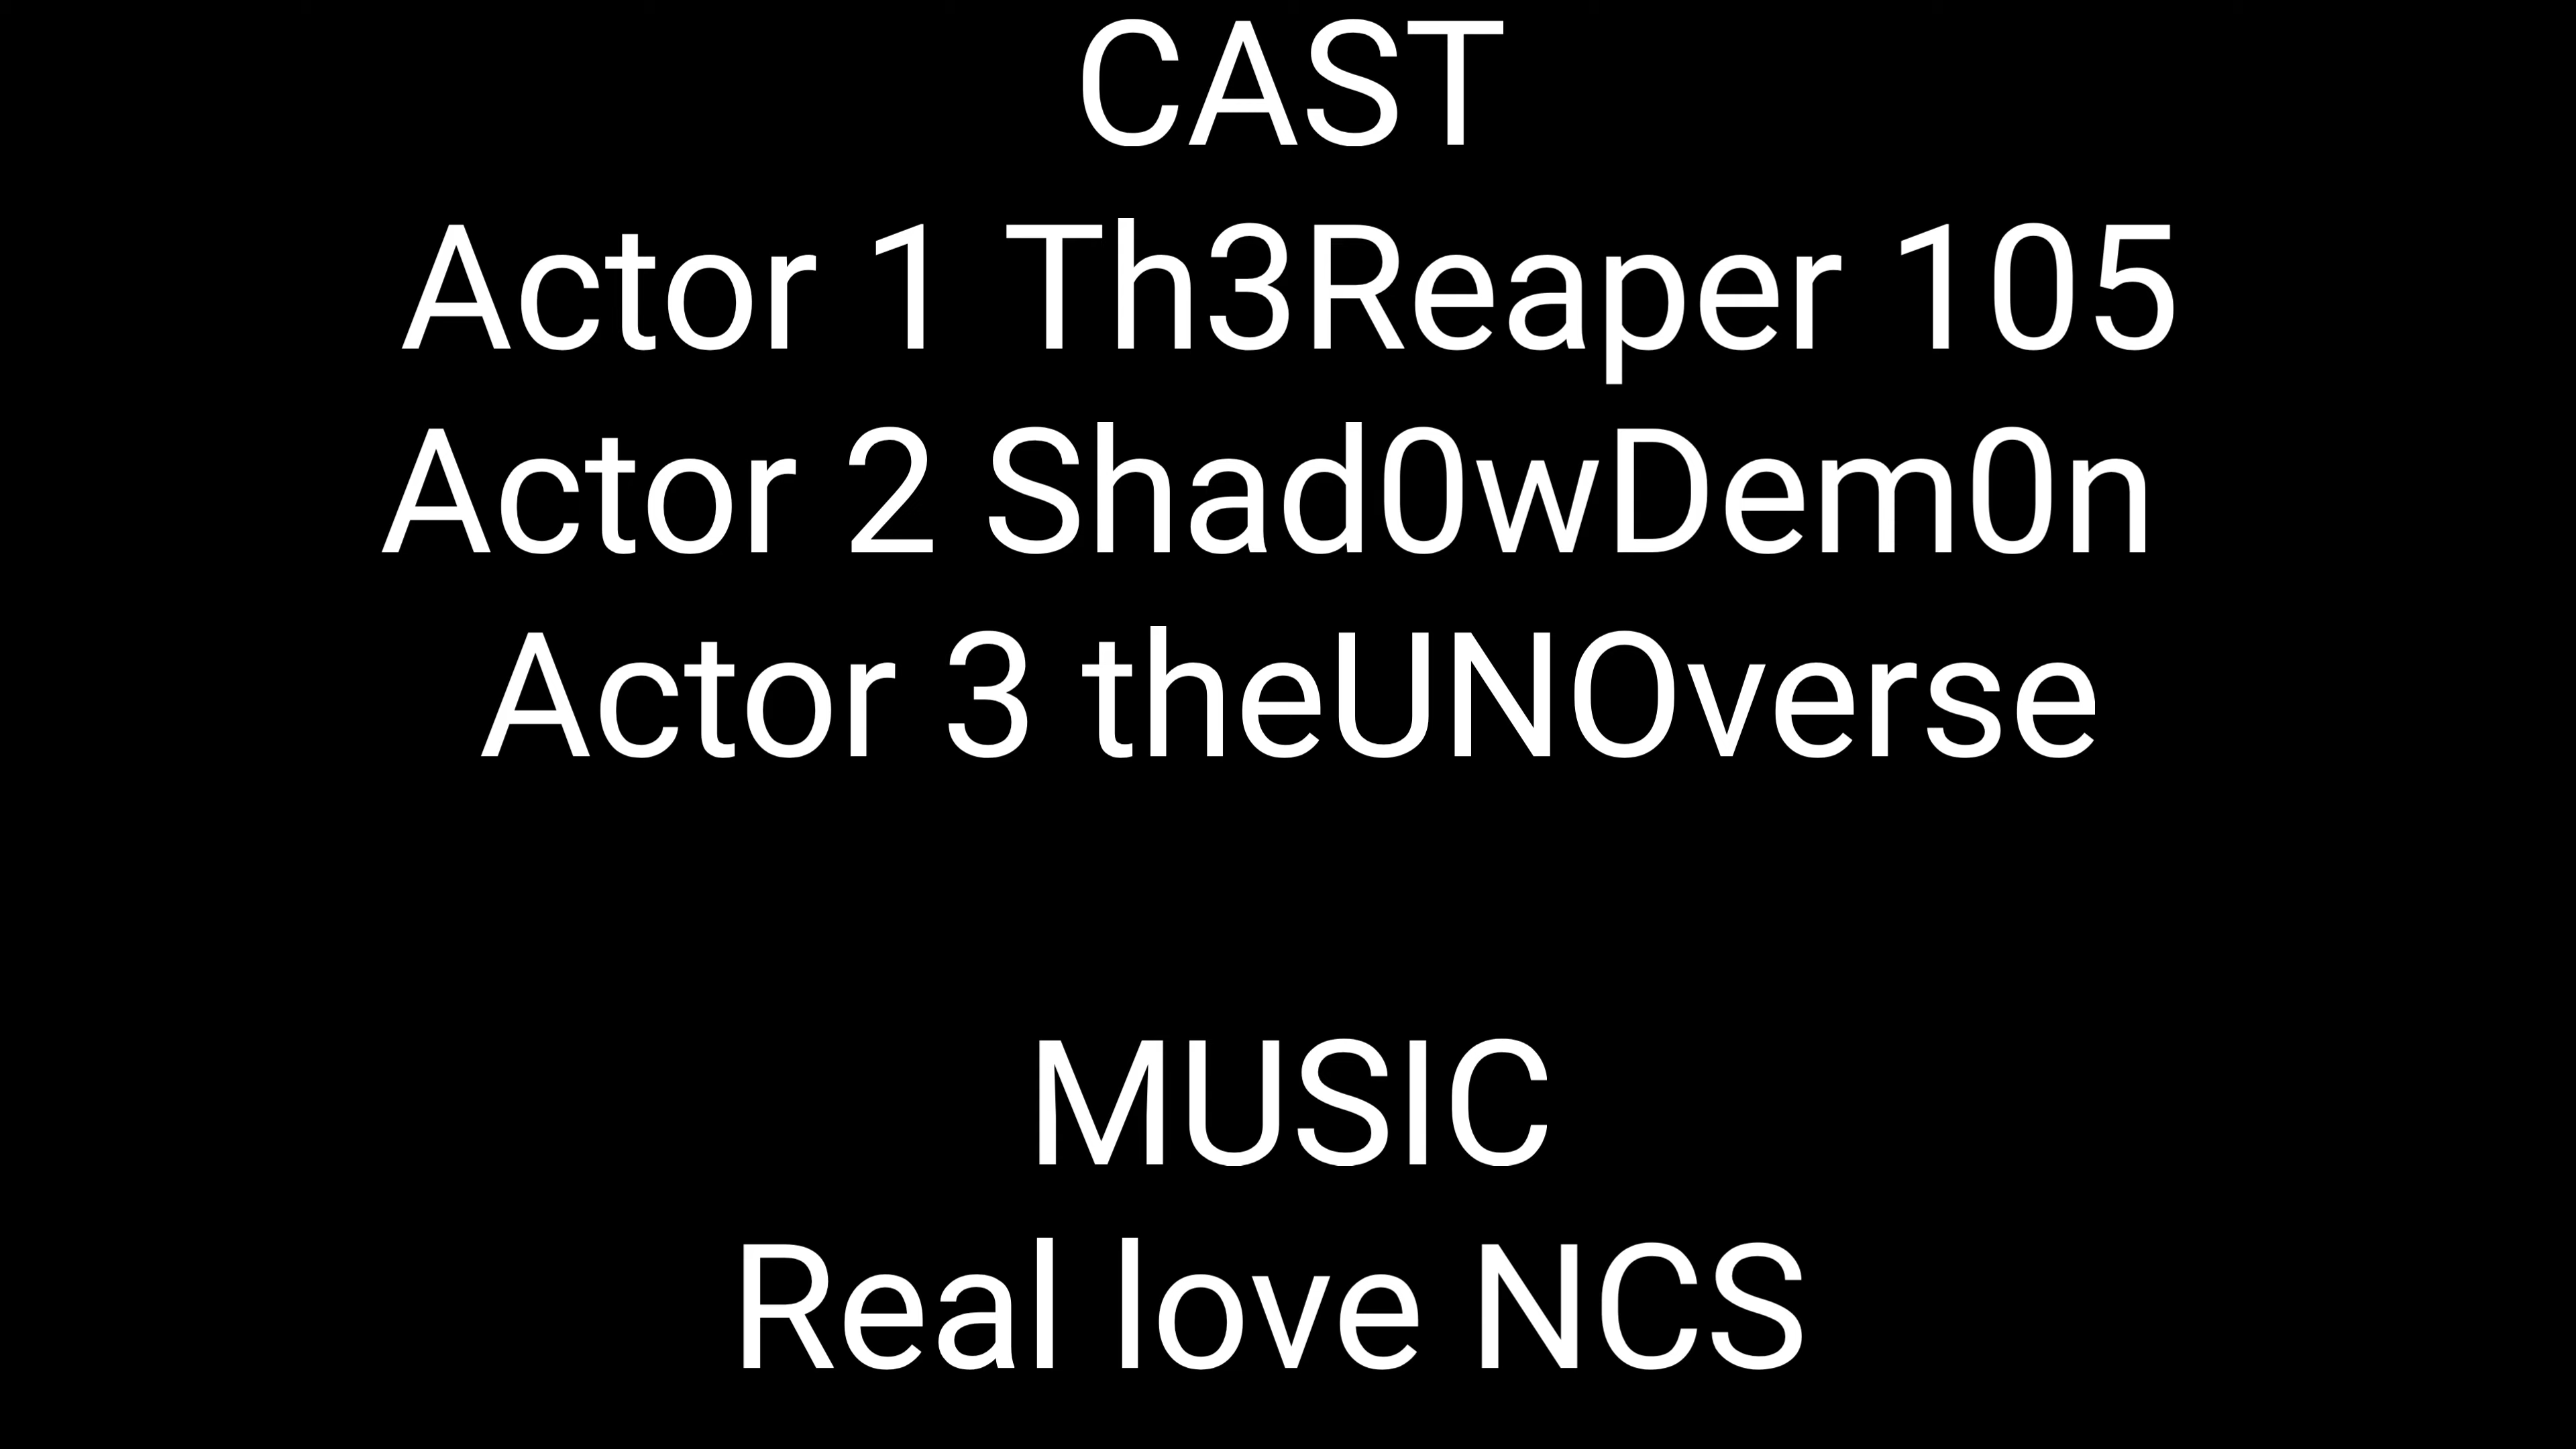 CAST
Actor 1 Th3Reaper 105
Actor 2 Shad0wDem0n
Actor 3 theUNOverse
MUSIC
Real love NCS